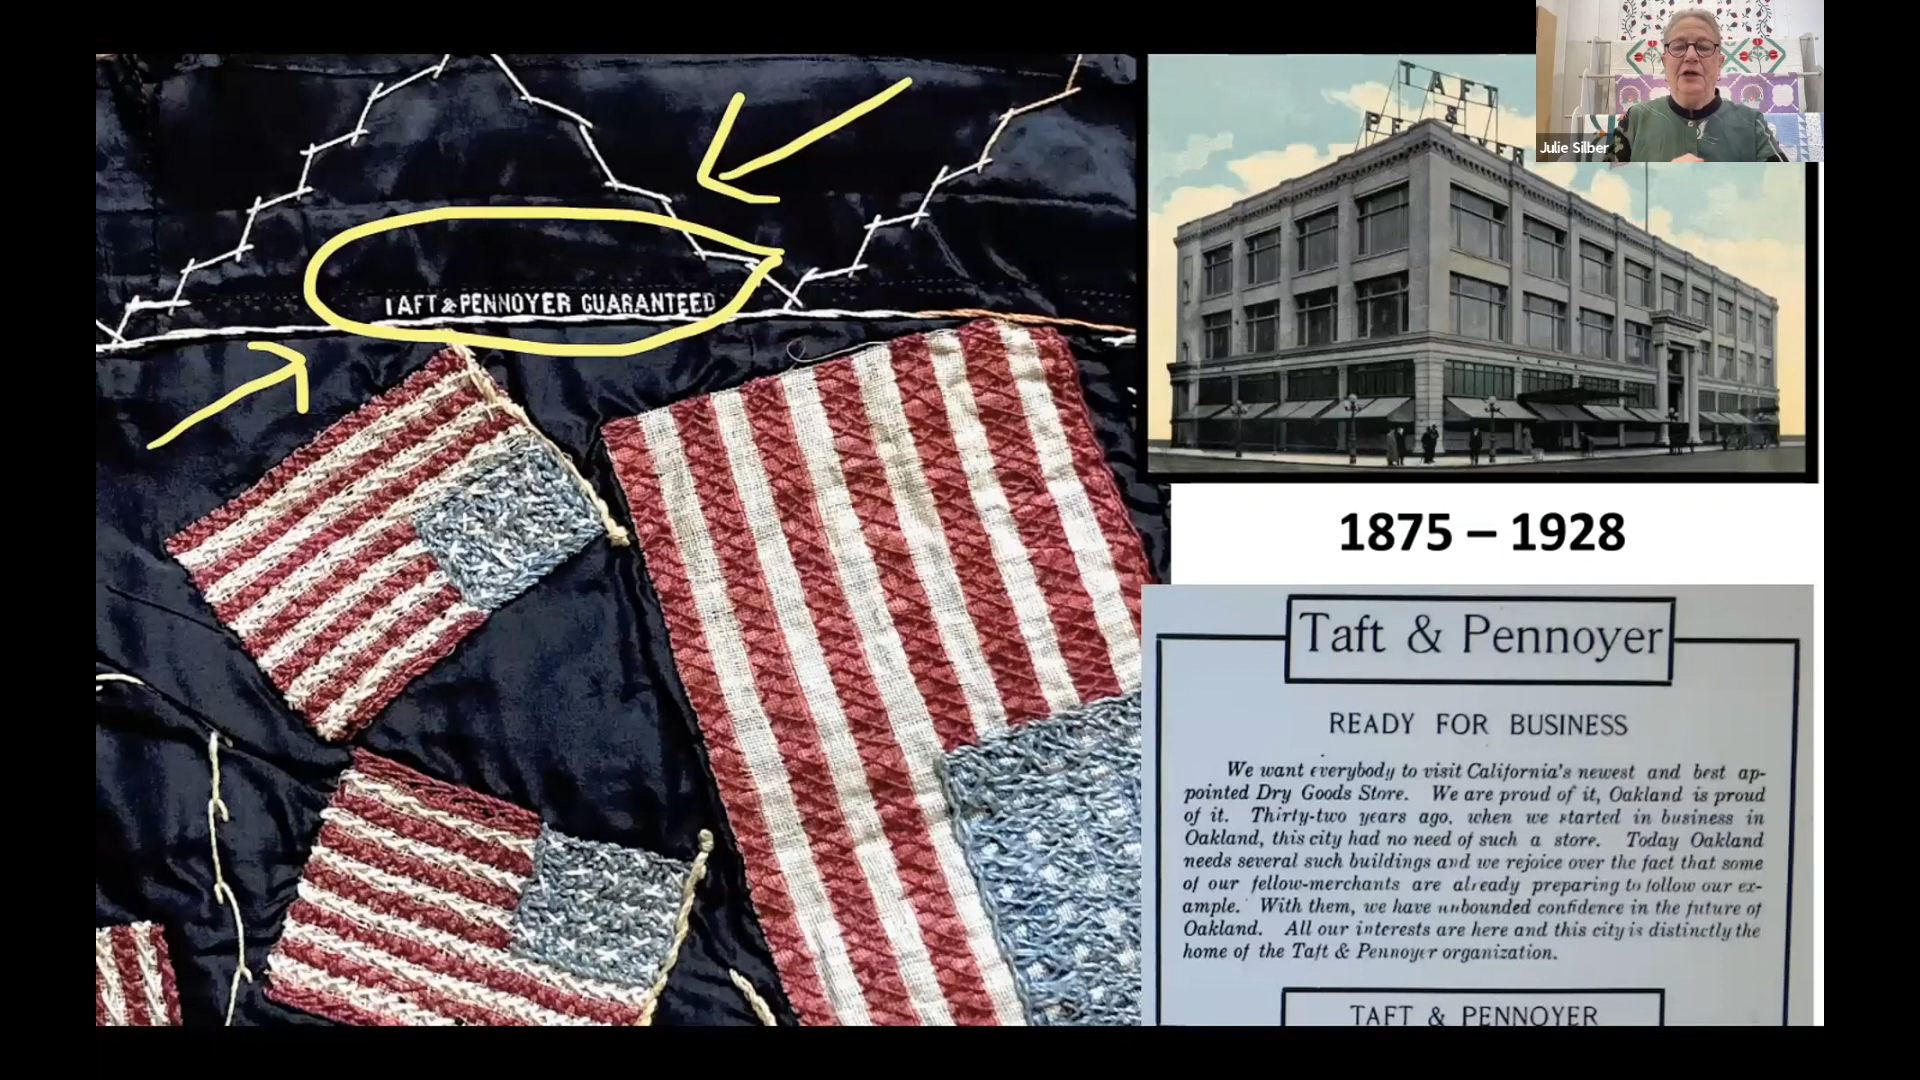 TAFT & PENNOYER GUARANTEED
TAFT
&
PENNOYER
Julie Silber
1875 – 1928
Taft & Pennoyer
READY FOR BUSINESS
We want everybody to visit California's newest and best ap-
pointed Dry Goods Store. We are proud of it, Oakland is proud
of it. Thirty-two years ago, when we started in business in
Oakland, this city had no need of such a store. Today Oakland
needs several such buildings and we rejoice over the fact that some
of our fellow-merchants are already preparing to follow our ex-
ample. With them, we have unbounded confidence in the future of
Oakland. All our interests are here and this city is distinctly the
home of the Taft & Pennoyer organization.
TAFT & PENNOYER